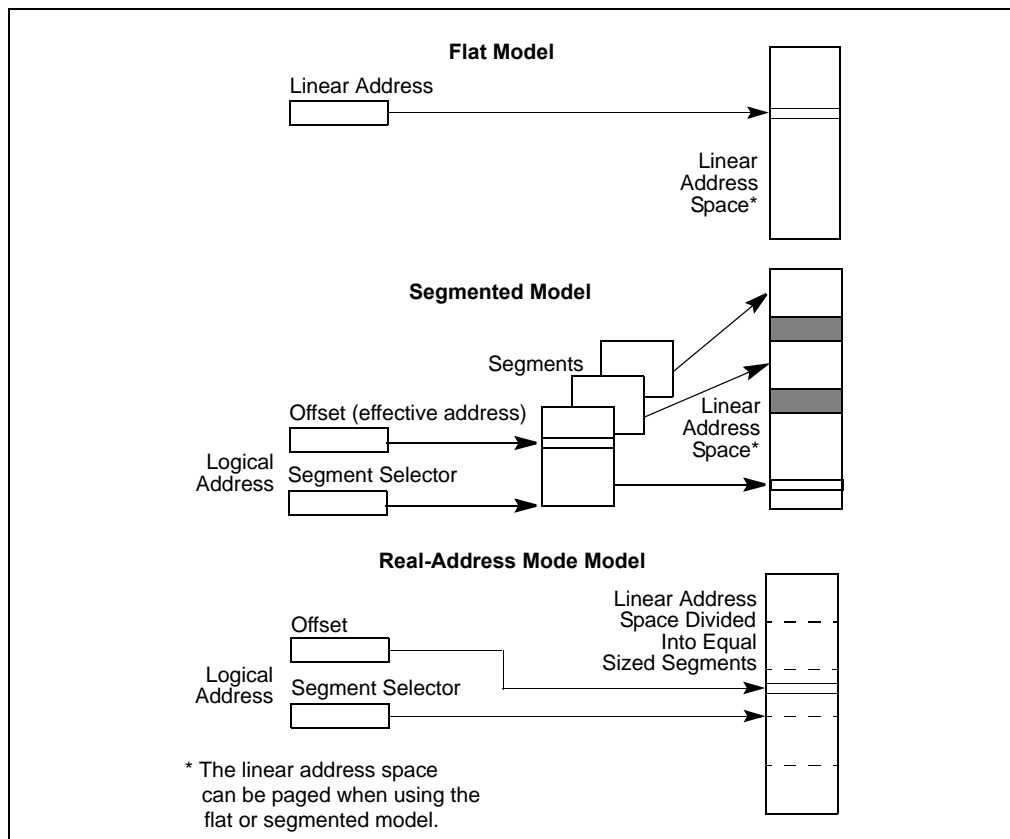 Flat Model
Linear Address
Linear
Address
Space*
Segmented Model
Segments
Offset (effective address)
Logical
Address
Segment Selector
Linear
Address
Space*
Real-Address Mode Model
Offset
Logical
Address
Segment Selector
Linear Address
Space Divided
Into Equal
Sized Segments
* The linear address space
can be paged when using the
flat or segmented model.